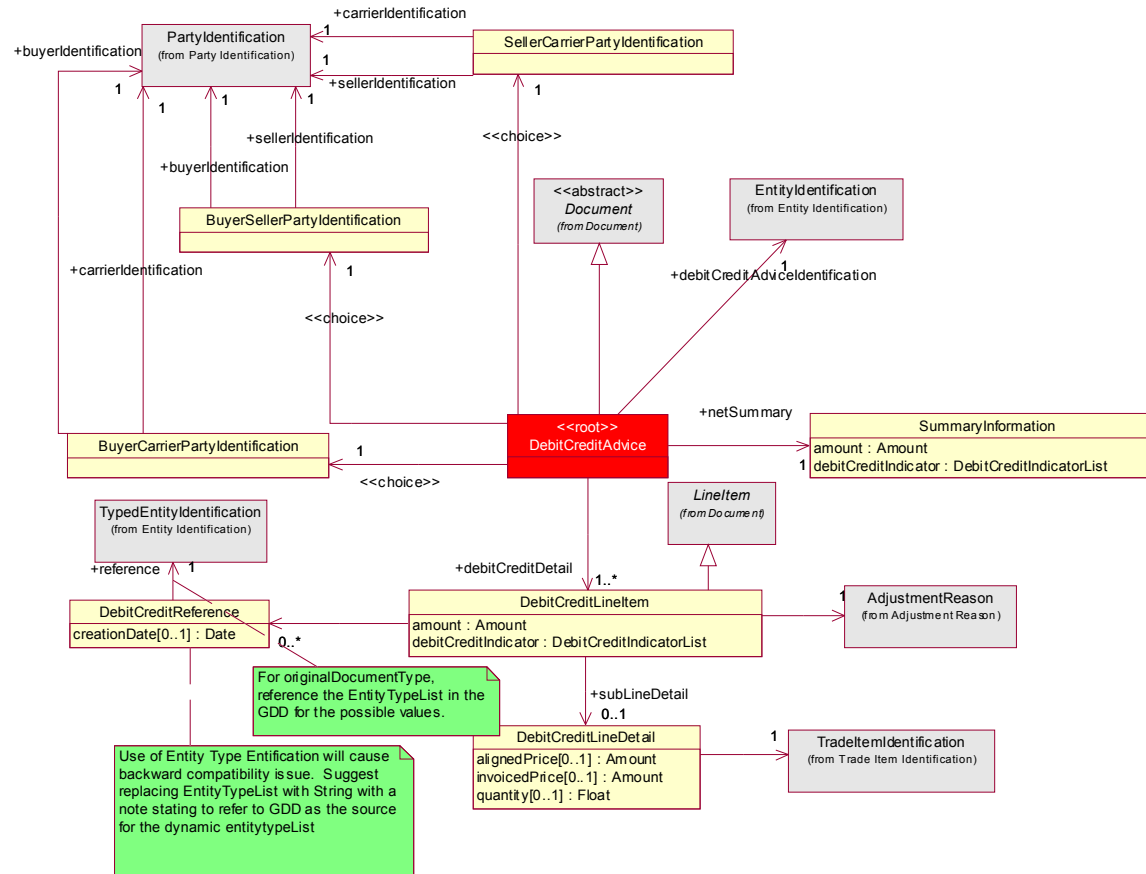 +carrierIdentification
PartyIdentification
(from Party Identification)
1
SellerCarrierPartyIdentification
+buyerIdentification
1
+sellerIdentification
1
1
1
1
1
+sellerIdentification
<<choice>>
+buyerIdentification
<<abstract>>
Document
(from Document)
EntityIdentification
(from Entity Identification)
BuyerSellerPartyIdentification
+carrierIdentification
1
1
+debitCreditAdviceIdentification
<<choice>>
+netSummary
<<root>>
DebitCreditAdvice
SummaryInformation
amount : Amount
debitCreditIndicator : DebitCreditIndicatorList
1
BuyerCarrierPartyIdentification
1
<<choice>>
LineItem
(from Document)
TypedEntityIdentification
(from Entity Identification)
+reference
1
+debitCreditDetail
1..*
DebitCreditReference
creationDate[0..1] : Date
0..*
DebitCreditLineItem
amount : Amount
debitCreditIndicator : DebitCreditIndicatorList
1
AdjustmentReason
(from Adjustment Reason)
For originalDocumentType,
reference the EntityTypeList in the
GDD for the possible values.
+subLineDetail
0..1
DebitCreditLineDetail
alignedPrice[0..1] : Amount
invoicedPrice[0..1] : Amount
quantity[0..1] : Float
1
TradeItemIdentification
(from Trade Item Identification)
Use of Entity Type Entification will cause
backward compatibility issue.  Suggest
replacing EntityTypeList with String with a
note stating to refer to GDD as the source
for the dynamic entitytypeList